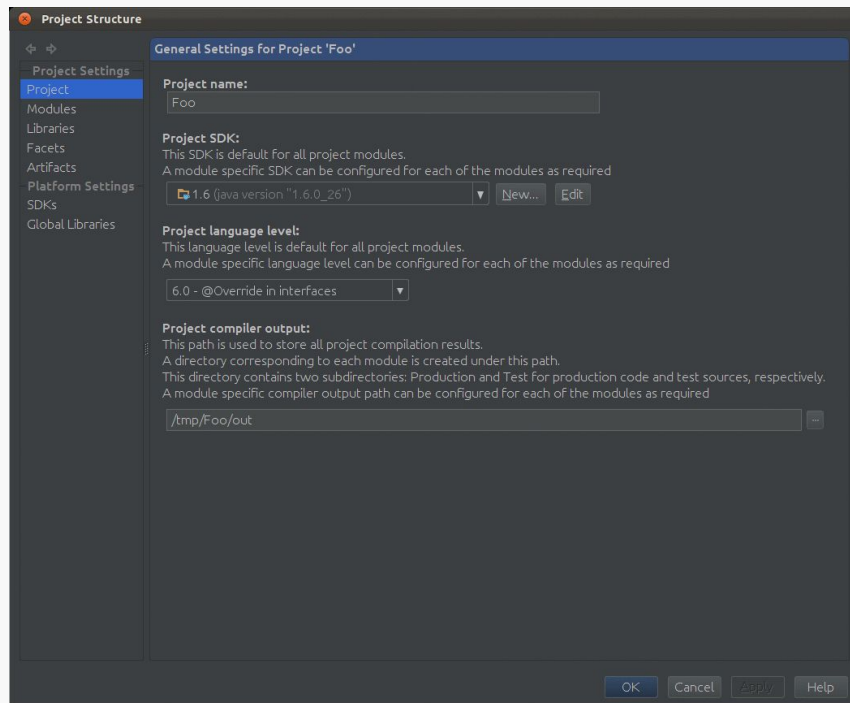 Project Structure
Project Settings
Project
Modules
Libraries
Facets
Artifacts
Platform Settings
SDKs
Global Libraries
General Settings for Project 'Foo'
Project name:
Foo
Project SDK:
This SDK is default for all project modules.
A module specific SDK can be configured for each of the modules as required
1.6 (java version "1.6.0_26")
New...
Edit
Project language level:
This language level is default for all project modules.
A module specific language level can be configured for each of the modules as required
6.0 - @Override in interfaces
Project compiler output:
This path is used to store all project compilation results.
A directory corresponding to each module is created under this path.
This directory contains two subdirectories: Production and Test for production code and test sources, respectively.
A module specific compiler output path can be configured for each of the modules as required
/tmp/Foo/out
...
OK
Cancel
Apply
Help